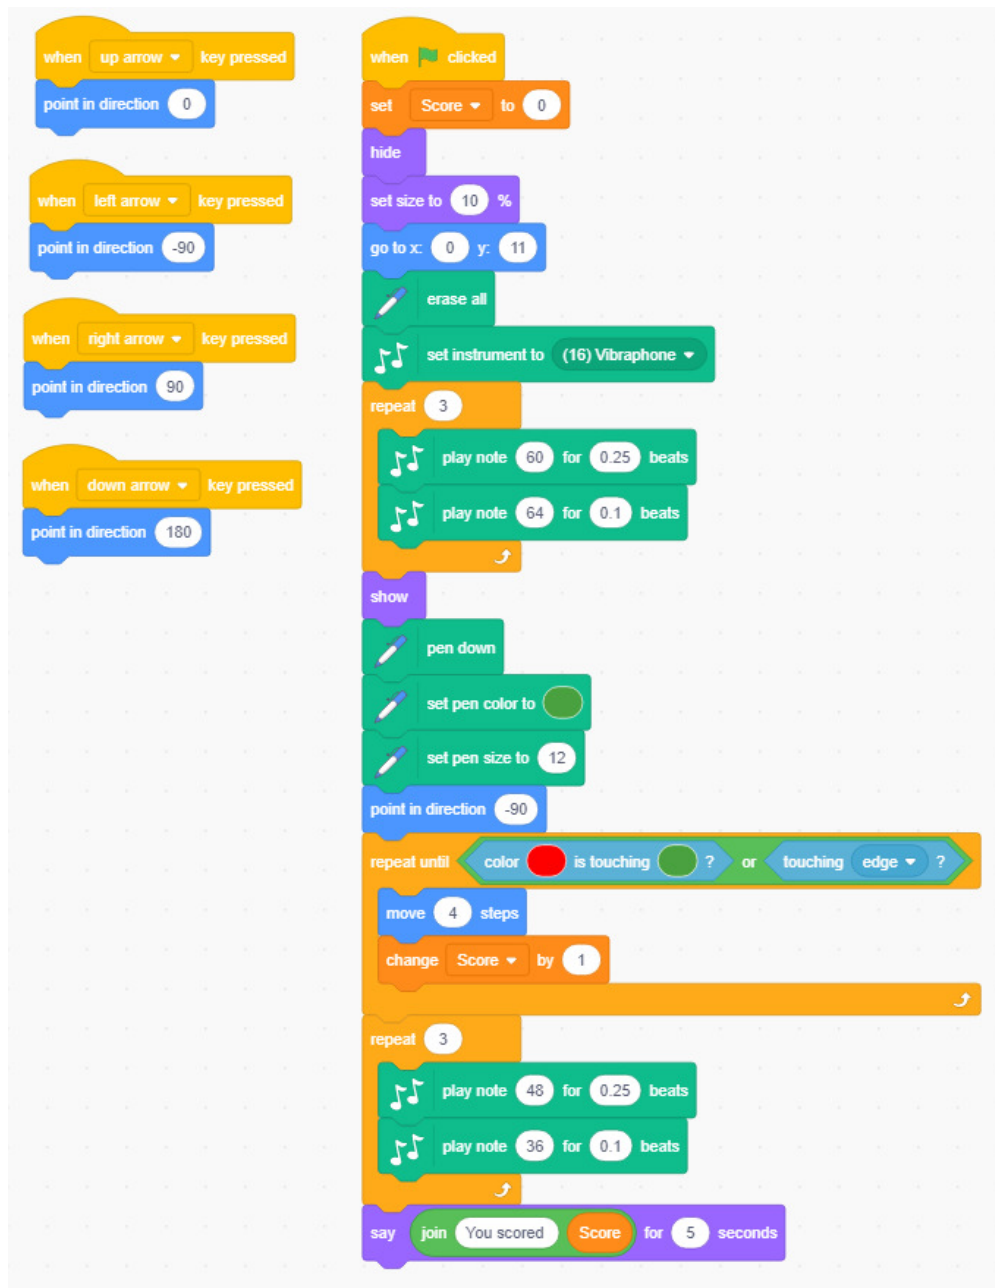 when up arrow key pressed
point in direction 0
when left arrow key pressed
point in direction -90
when right arrow key pressed
point in direction 90
when down arrow key pressed
point in direction 180
when clicked
set Score to 0
hide
set size to 10 %
go to x: 0 y: 11
erase all
set instrument to (16) Vibraphone
repeat 3
play note 60 for 0.25 beats
play note 64 for 0.1 beats
show
pen down
set pen color to
set pen size to 12
point in direction -90
repeat until color is touching ? or touching edge ?
move 4 steps
change Score by 1
repeat 3
play note 48 for 0.25 beats
play note 36 for 0.1 beats
say join You scored Score for 5 seconds